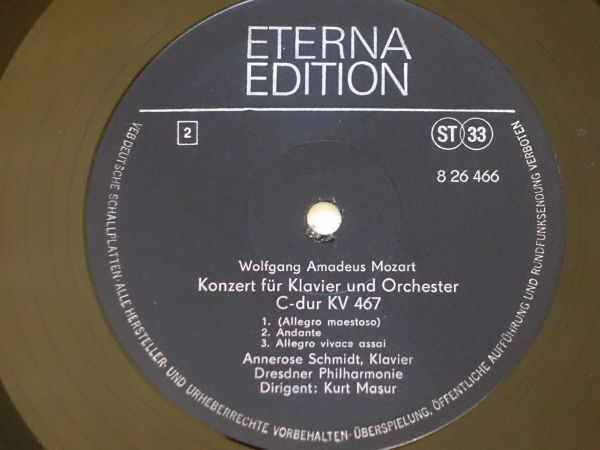 ETERNA
EDITION
2
ST 33
8 26 466
Wolfgang Amadeus Mozart
Konzert für Klavier und Orchester
C-dur KV 467
1. (Allegro maestoso)
2. Andante
3. Allegro vivace assai
Annerose Schmidt, Klavier
Dresdner Philharmonie
Dirigent: Kurt Masur
VEB DEUTSCHE SCHALLPLATTEN · ALLE HERSTELLER- UND URHEBERRECHTE VORBEHALTEN · ÜBERSPIELUNG, ÖFFENTLICHE AUFFÜHRUNG UND RUNDFUNKSENDUNG VERBOTEN